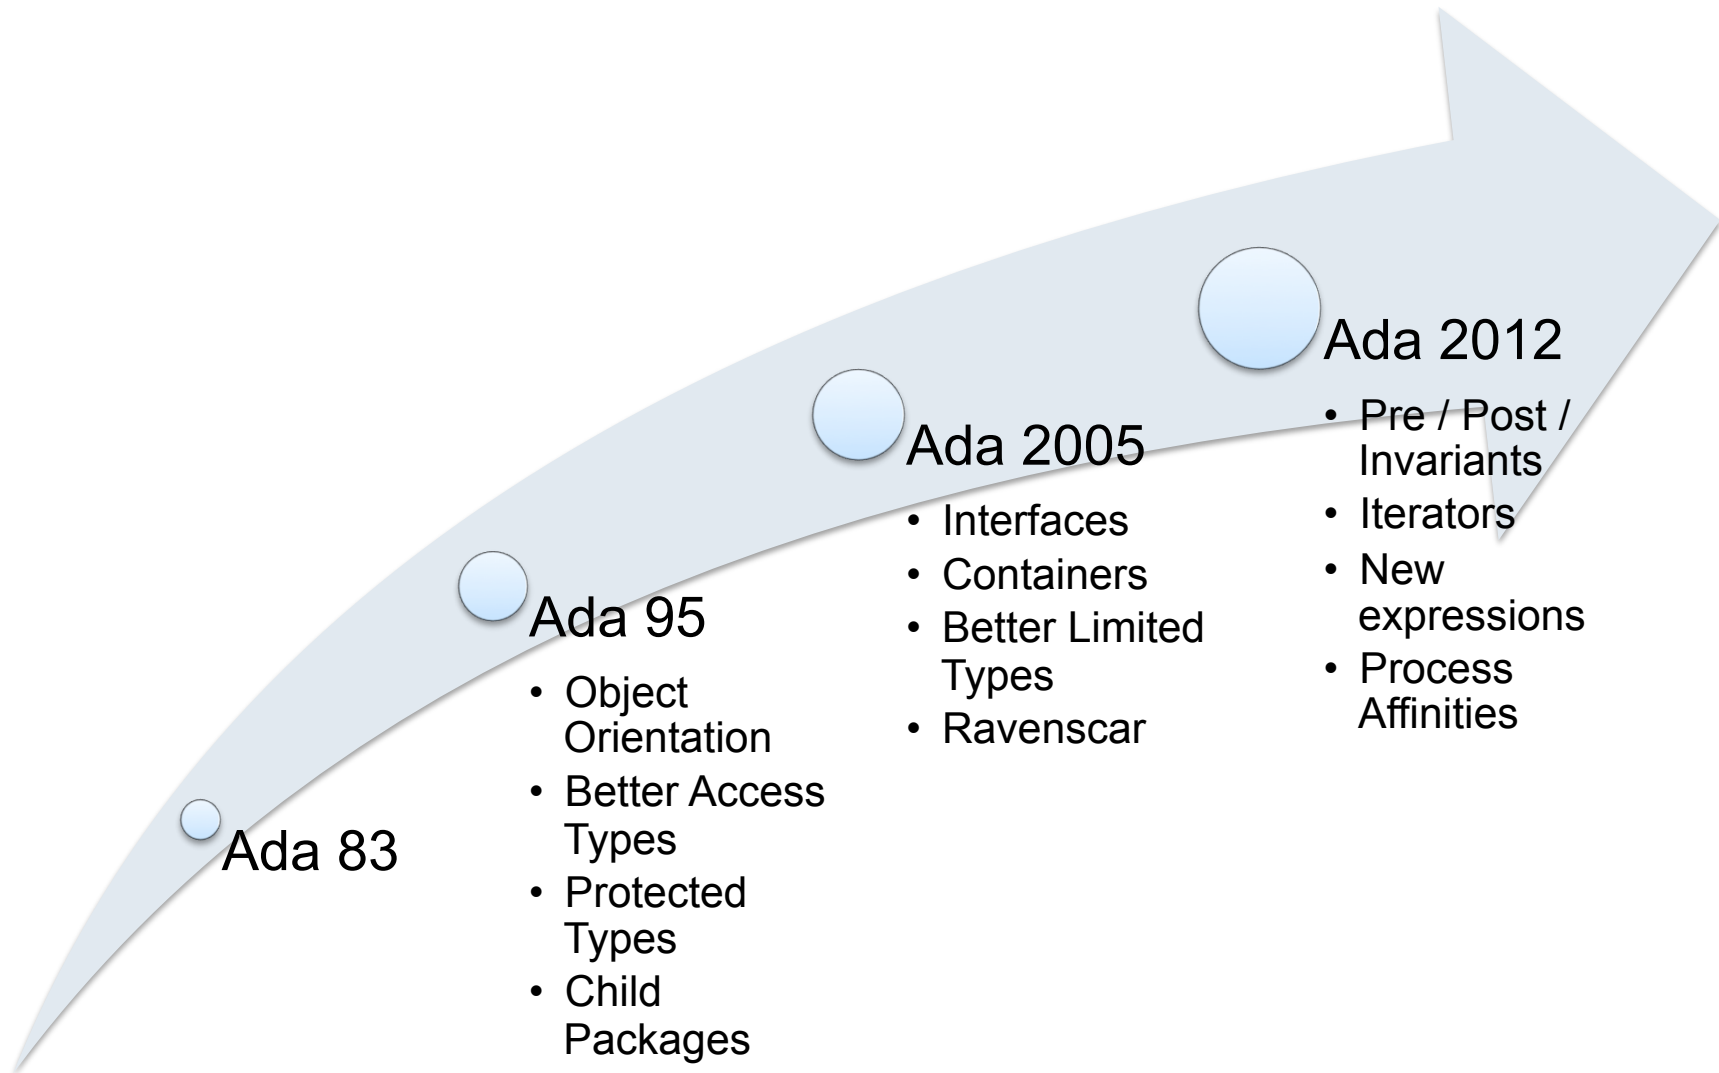 Ada 83
Ada 95
• Object
Orientation
• Better Access
Types
• Protected
Types
• Child
Packages
Ada 2005
• Interfaces
• Containers
• Better Limited
Types
• Ravenscar
Ada 2012
• Pre / Post /
Invariants
• Iterators
• New
expressions
• Process
Affinities